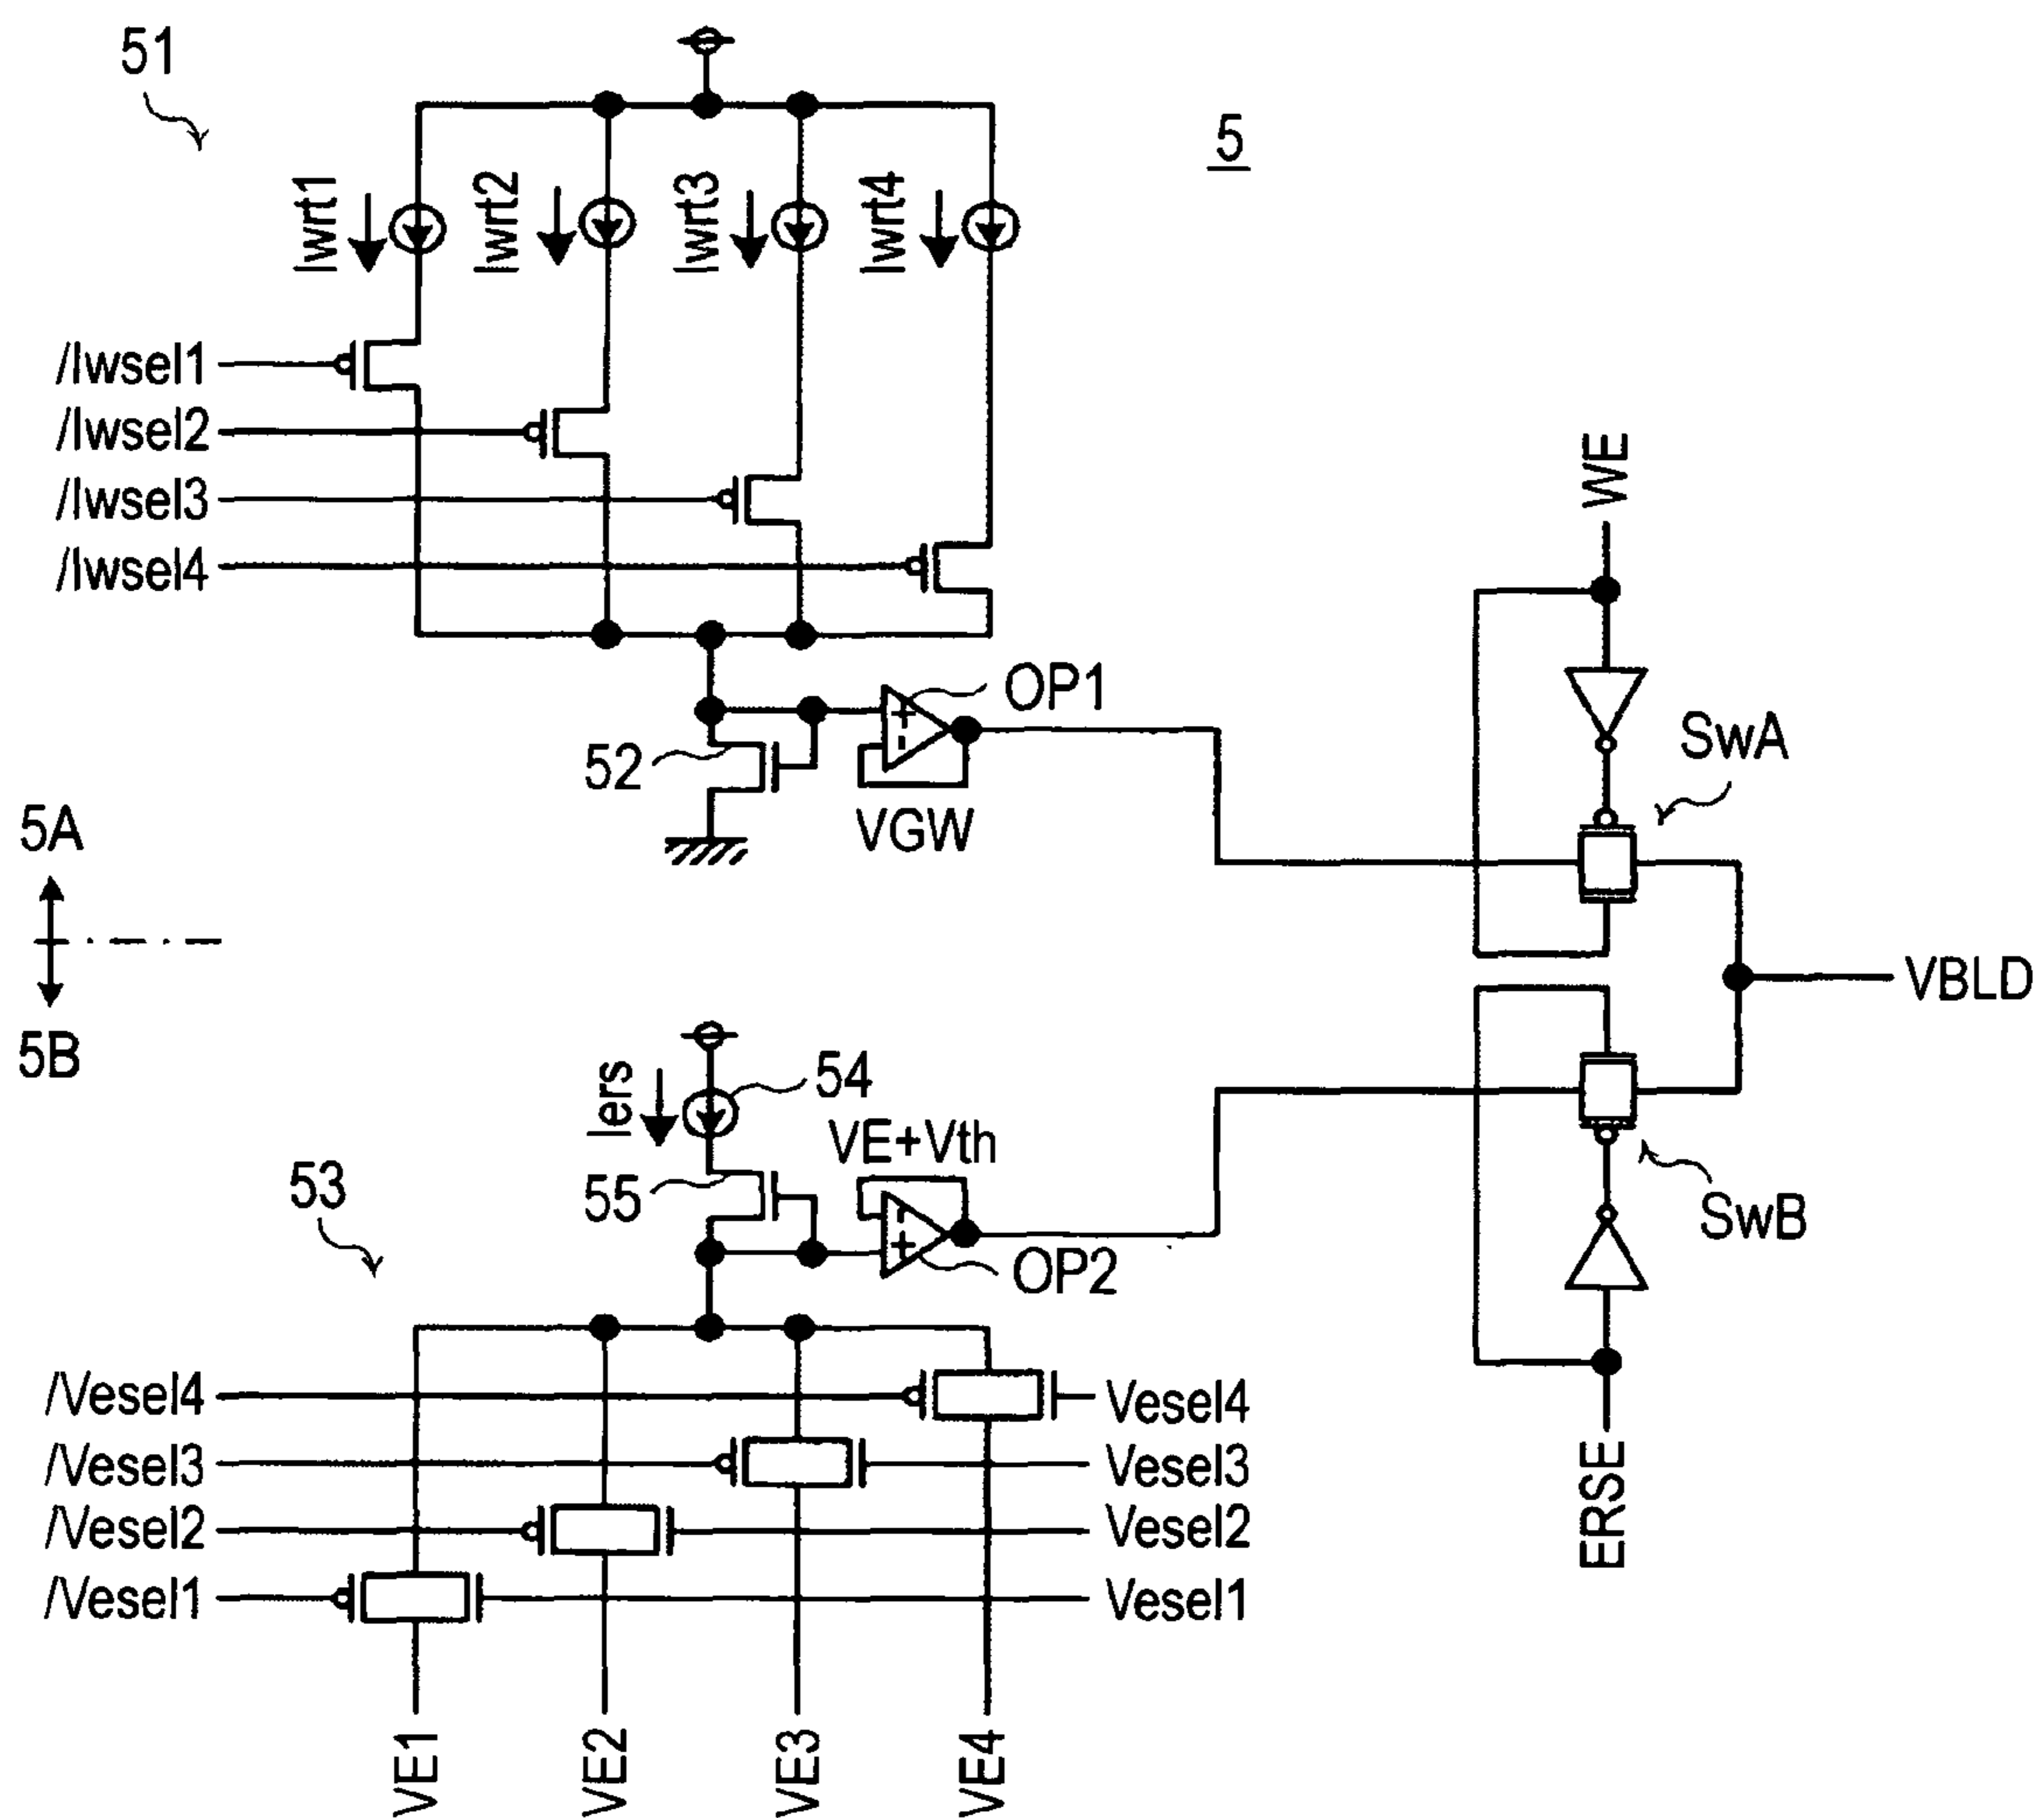 51
5
Iwrt1
Iwrt2
Iwrt3
Iwrt4
/Iwsel1
/Iwsel2
/Iwsel3
/Iwsel4
WE
OP1
SwA
52
VGW
5A
5B
VBLD
Iers
54
VE+Vth
53
55
SwB
OP2
/Vesel4
Vesel4
/Vesel3
Vesel3
/Vesel2
Vesel2
/Vesel1
Vesel1
ERSE
VE1
VE2
VE3
VE4